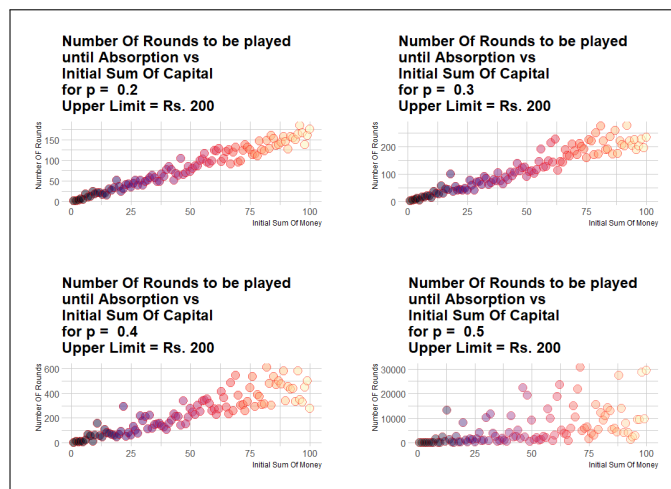 Number Of Rounds to be played
until Absorption vs
Initial Sum Of Capital
for p = 0.2
Upper Limit = Rs. 200
Number OF Rounds
150
100
50
0
0
25
50
75
100
Initial Sum Of Money
Number Of Rounds to be played
until Absorption vs
Initial Sum Of Capital
for p = 0.3
Upper Limit = Rs. 200
Number OF Rounds
200
100
0
0
25
50
75
100
Initial Sum Of Money
Number Of Rounds to be played
until Absorption vs
Initial Sum Of Capital
for p = 0.4
Upper Limit = Rs. 200
Number OF Rounds
600
400
200
0
0
25
50
75
100
Initial Sum Of Money
Number Of Rounds to be played
until Absorption vs
Initial Sum Of Capital
for p = 0.5
Upper Limit = Rs. 200
Number OF Rounds
30000
20000
10000
0
0
25
50
75
100
Initial Sum Of Money